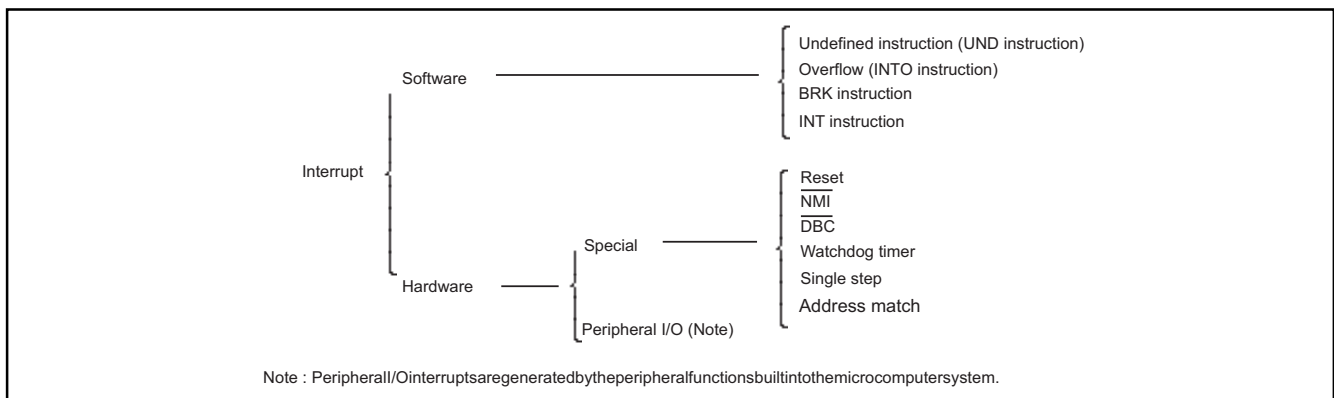 Undefined instruction (UND instruction)
Software
Overflow (INTO instruction)
BRK instruction
INT instruction
Interrupt
Reset
NMI
DBC
Special
Watchdog timer
Single step
Hardware
Address match
Peripheral I/O (Note)
Note : PeripheralI/Ointerruptsaregeneratedbytheperipheralfunctionsbuiltintothemicrocomputersystem.